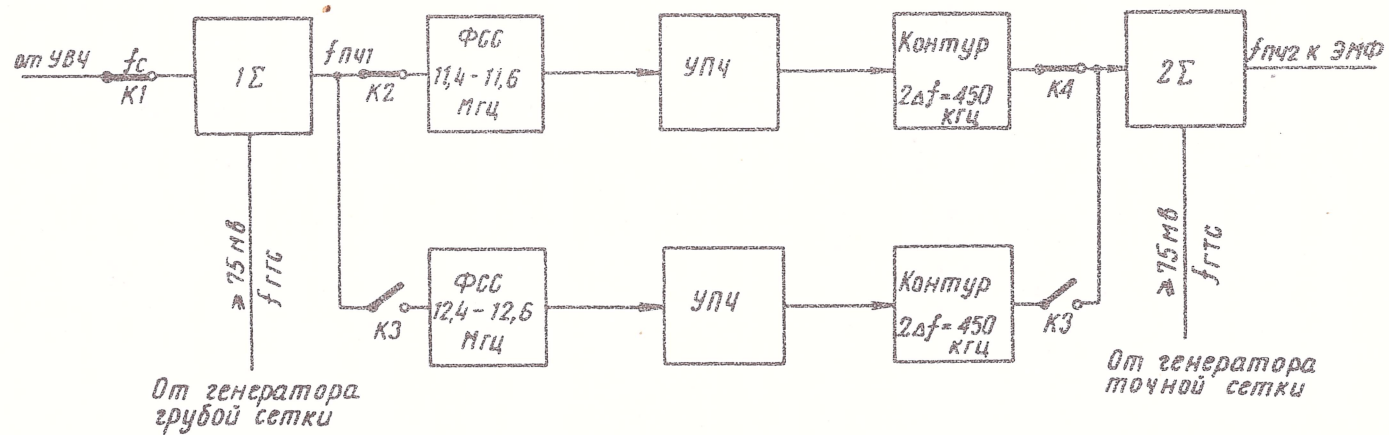 от УВЧ
fс
К1
1Σ
fПЧ1
К2
ФСС
11,4 - 11,6
Мгц
УПЧ
Контур
2Δf = 450
кгц
К4
2Σ
fПЧ2 к ЭМФ
≥ 75 мв
fГГС
К3
ФСС
12,4 - 12,6
Мгц
УПЧ
Контур
2Δf = 450
кгц
К3
≥ 75 мв
fГТС
От генератора
грубой сетки
От генератора
точной сетки